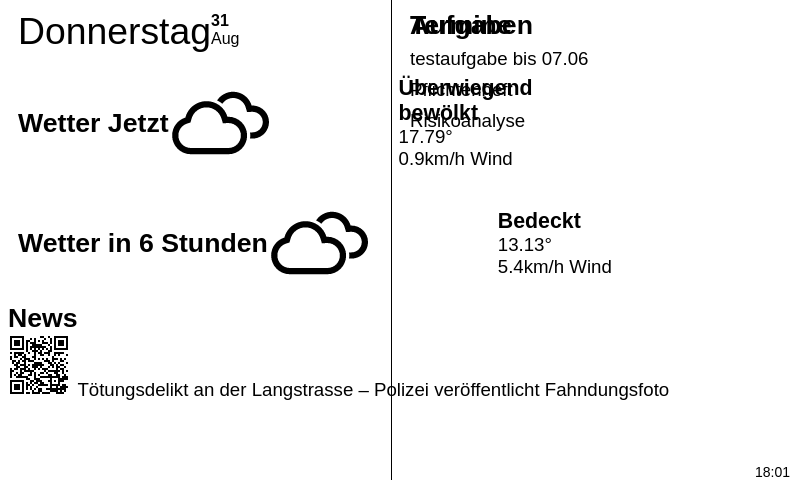 Donnerstag 31
Aug
Wetter Jetzt
Wetter in 6 Stunden
News
Tötungsdelikt an der Langstrasse – Polizei veröffentlicht Fahndungsfoto
Termine
Aufgaben
testaufgabe bis 07.06
Überwiegend
bewölkt
Risikoanalyse
17.79°
0.9km/h Wind
Bedeckt
13.13°
5.4km/h Wind
18:01